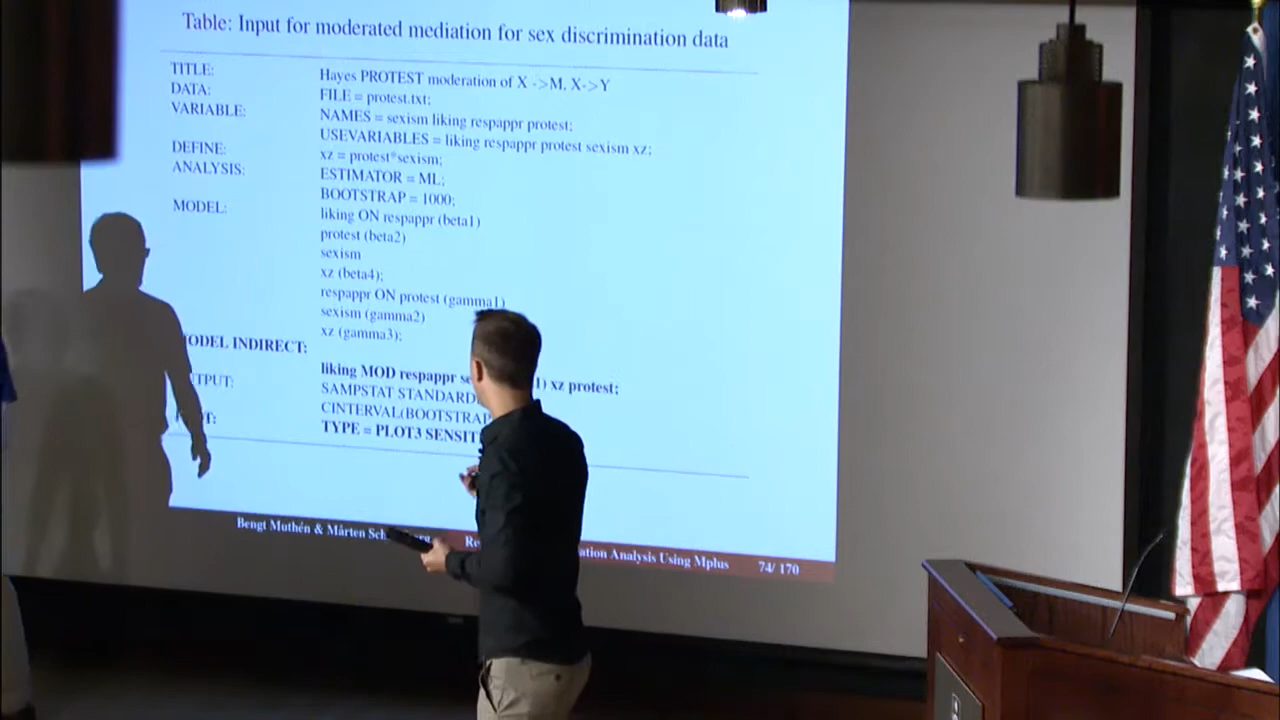 Table: Input for moderated mediation for sex discrimination data
TITLE: Hayes PROTEST moderation of X ->M, X->Y
DATA: FILE = protest.txt;
VARIABLE: NAMES = sexism liking respappr protest;
USEVARIABLES = liking respappr protest sexism xz;
DEFINE: xz = protest*sexism;
ANALYSIS: ESTIMATOR = ML;
BOOTSTRAP = 1000;
MODEL: liking ON respappr (beta1)
protest (beta2)
sexism
xz (beta4);
respappr ON protest (gamma1)
sexism (gamma2)
xz (gamma3);
ODEL INDIRECT:
liking MOD respappr se 1) xz protest;
TPUT: SAMPSTAT STANDARD
CINTERVAL(BOOTSTRAP
T: TYPE = PLOT3 SENSIT
Bengt Muthén & Mårten Sch rg Re ation Analysis Using Mplus 74/ 170